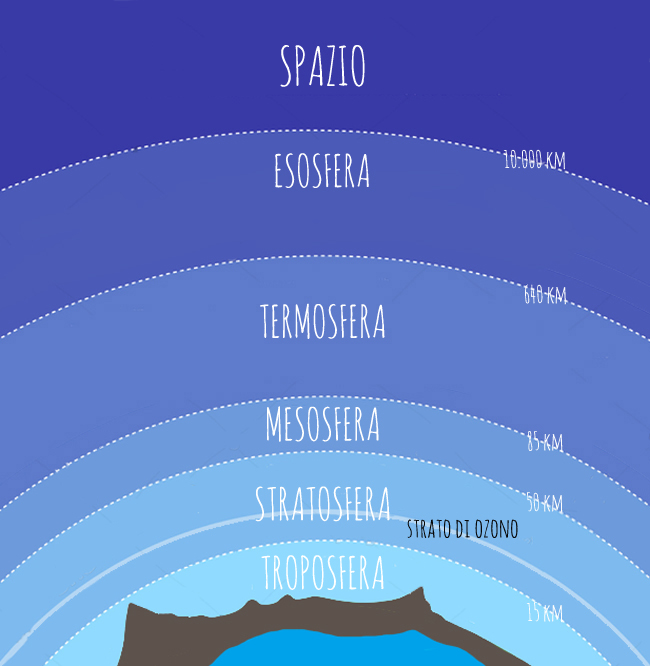 SPAZIO
10.000 KM
ESOSFERA
640 KM
TERMOSFERA
MESOSFERA
85 KM
STRATOSFERA
50 KM
STRATO DI OZONO
TROPOSFERA
15 KM